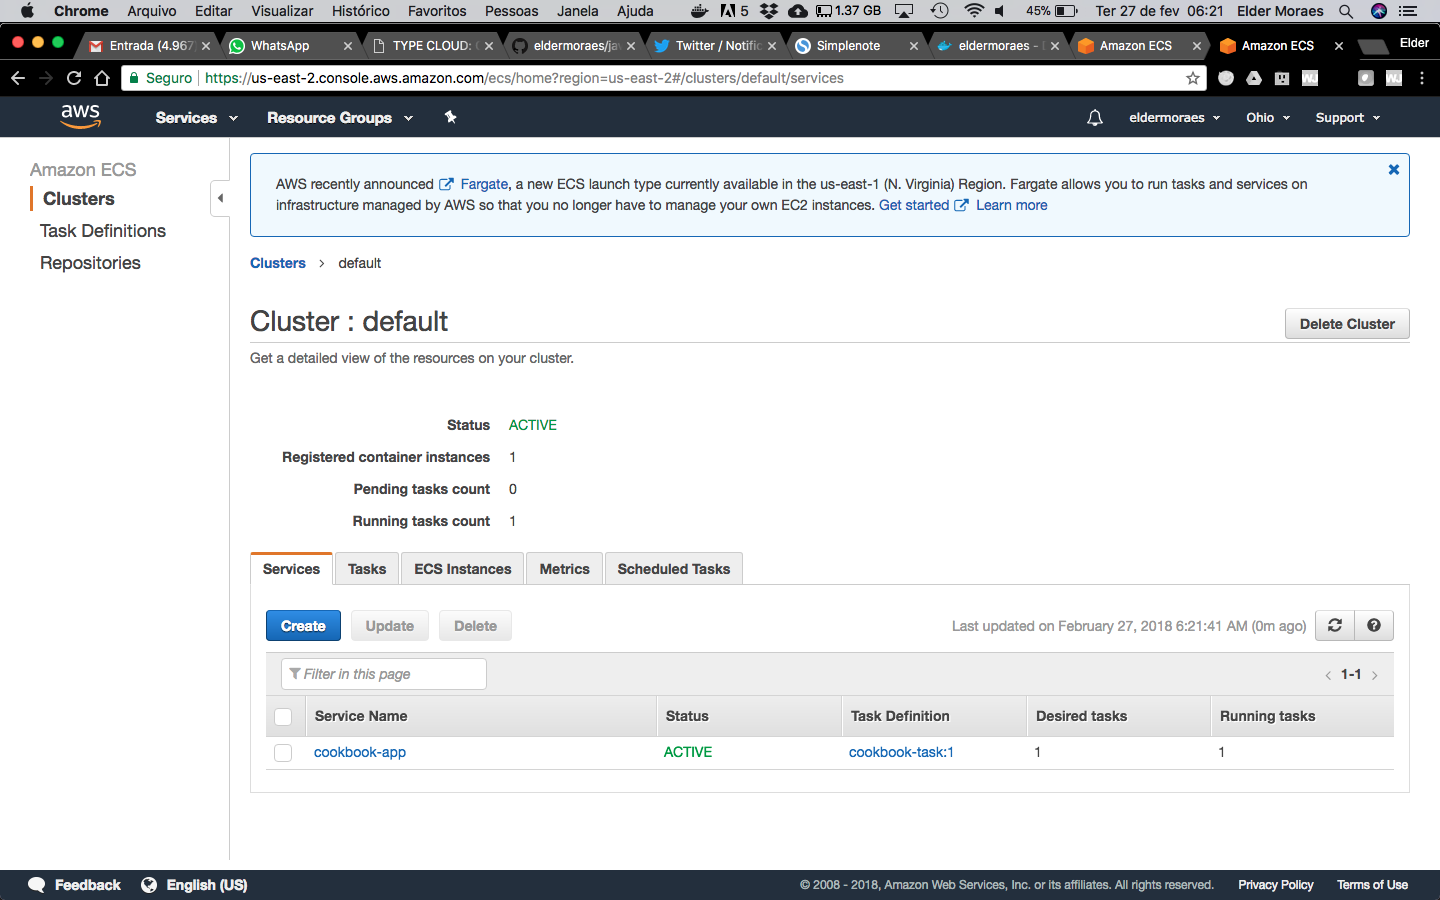 Chrome Arquivo Editar Visualizar Histórico Favoritos Pessoas Janela Ajuda 5 1.37 GB 45% Ter 27 de fev 06:21 Elder Moraes
Entrada (4.967) WhatsApp TYPE CLOUD: eldermoraes/jav Twitter / Notific Simplenote eldermoraes - Amazon ECS Amazon ECS Elder
Seguro https://us-east-2.console.aws.amazon.com/ecs/home?region=us-east-2#/clusters/default/services
aws Services Resource Groups eldermoraes Ohio Support
Amazon ECS
Clusters
Task Definitions
Repositories
AWS recently announced Fargate, a new ECS launch type currently available in the us-east-1 (N. Virginia) Region. Fargate allows you to run tasks and services on
infrastructure managed by AWS so that you no longer have to manage your own EC2 instances. Get started Learn more
Clusters > default
Cluster : default
Delete Cluster
Get a detailed view of the resources on your cluster.
Status ACTIVE
Registered container instances 1
Pending tasks count 0
Running tasks count 1
Services Tasks ECS Instances Metrics Scheduled Tasks
Create Update Delete Last updated on February 27, 2018 6:21:41 AM (0m ago)
Filter in this page < 1-1 >
Service Name Status Task Definition Desired tasks Running tasks
cookbook-app ACTIVE cookbook-task:1 1 1
Feedback English (US) © 2008 - 2018, Amazon Web Services, Inc. or its affiliates. All rights reserved. Privacy Policy Terms of Use